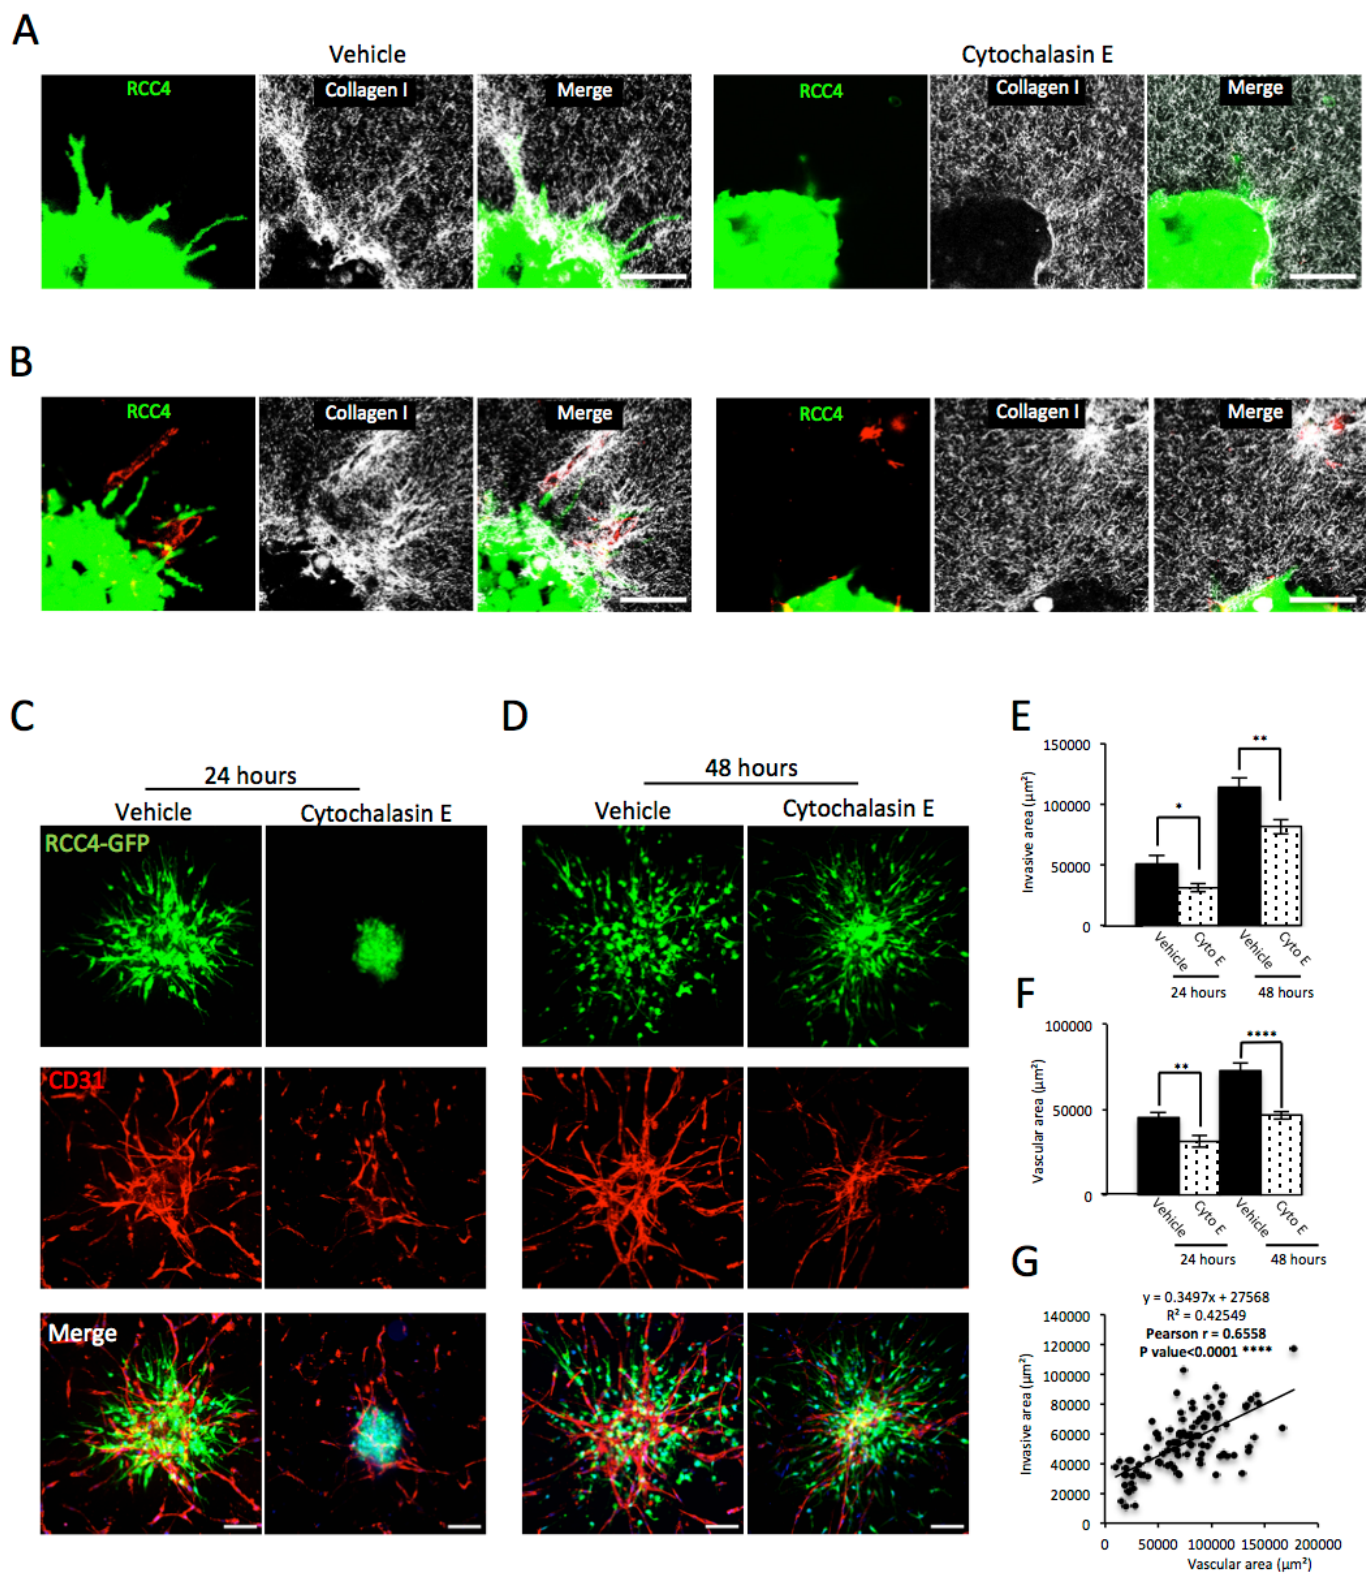 A
Vehicle
Cytochalasin E
RCC4
Collagen I
Merge
RCC4
Collagen I
Merge
B
RCC4
Collagen I
Merge
RCC4
Collagen I
Merge
C
24 hours
Vehicle
Cytochalasin E
RCC4-GFP
CD31
Merge
D
48 hours
Vehicle
Cytochalasin E
E
Invasive area (µm²)
150000
100000
50000
0
*
**
Vehicle
Cyto E
Vehicle
Cyto E
24 hours
48 hours
F
Vascular area (µm²)
100000
50000
0
**
****
Vehicle
Cyto E
Vehicle
Cyto E
24 hours
48 hours
G
y = 0.3497x + 27568
R² = 0.42549
Pearson r = 0.6558
P value<0.0001 ****
Invasive area (µm²)
140000
120000
100000
80000
60000
40000
20000
0
0 50000 100000 150000 200000
Vascular area (µm²)